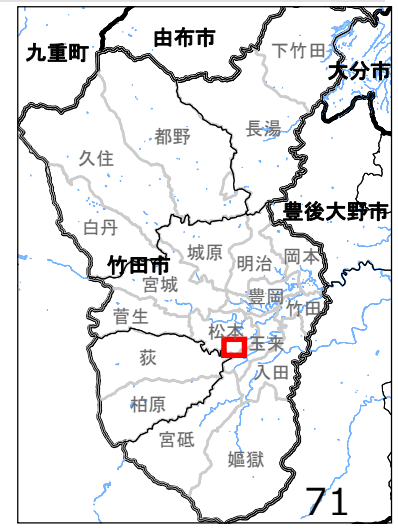 由布市
九重町
下竹田
大分市
都野
長湯
久住
豊後大野市
白丹
城原
岡本
明治
竹田市
宮城
豊岡
竹田
菅生
松本
玉来
荻
入田
柏原
宮砥
嫗獄
71